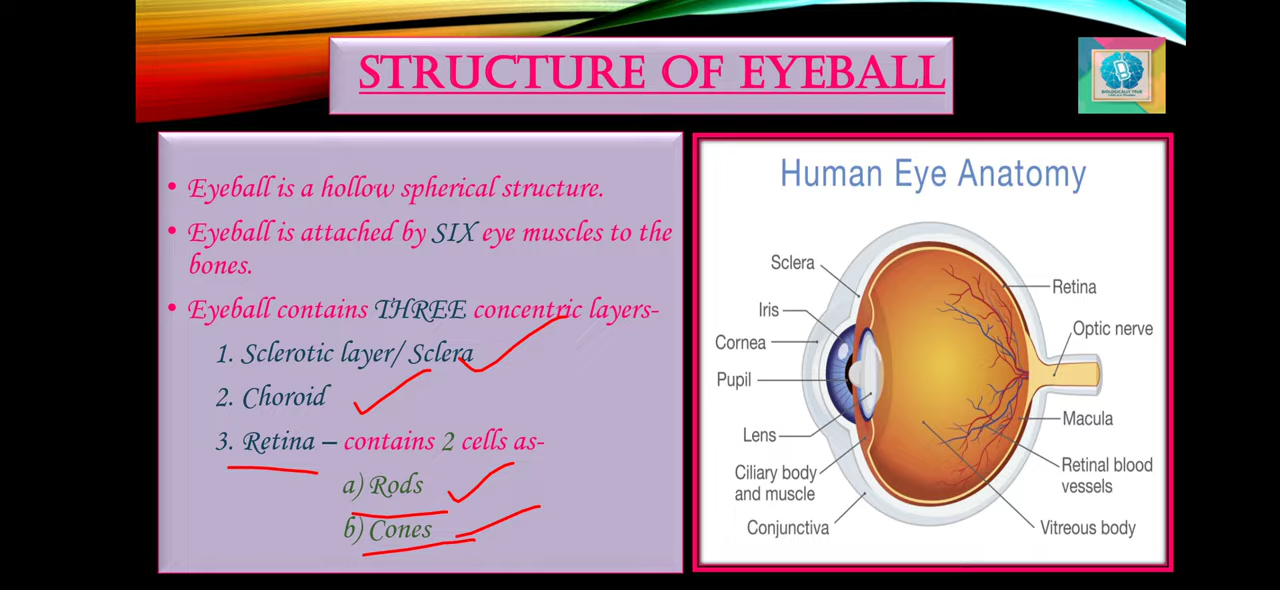 STRUCTURE OF EYEBALL
BIOLOGICALLY TRUE
• Eyeball is a hollow spherical structure.
• Eyeball is attached by SIX eye muscles to the
bones.
• Eyeball contains THREE concentric layers-
1. Sclerotic layer/ Sclera
2. Choroid
3. Retina – contains 2 cells as-
a) Rods
b) Cones
Human Eye Anatomy
Sclera
Iris
Cornea
Pupil
Lens
Ciliary body
and muscle
Conjunctiva
Retina
Optic nerve
Macula
Retinal blood
vessels
Vitreous body